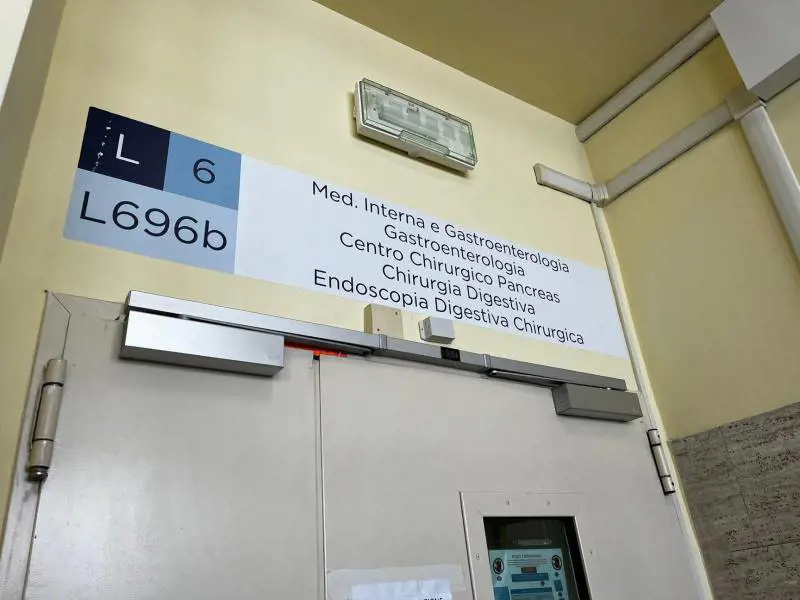 L 6
L696b
Med. Interna e Gastroenterologia
Gastroenterologia
Centro Chirurgico Pancreas
Chirurgia Digestiva
Endoscopia Digestiva Chirurgica